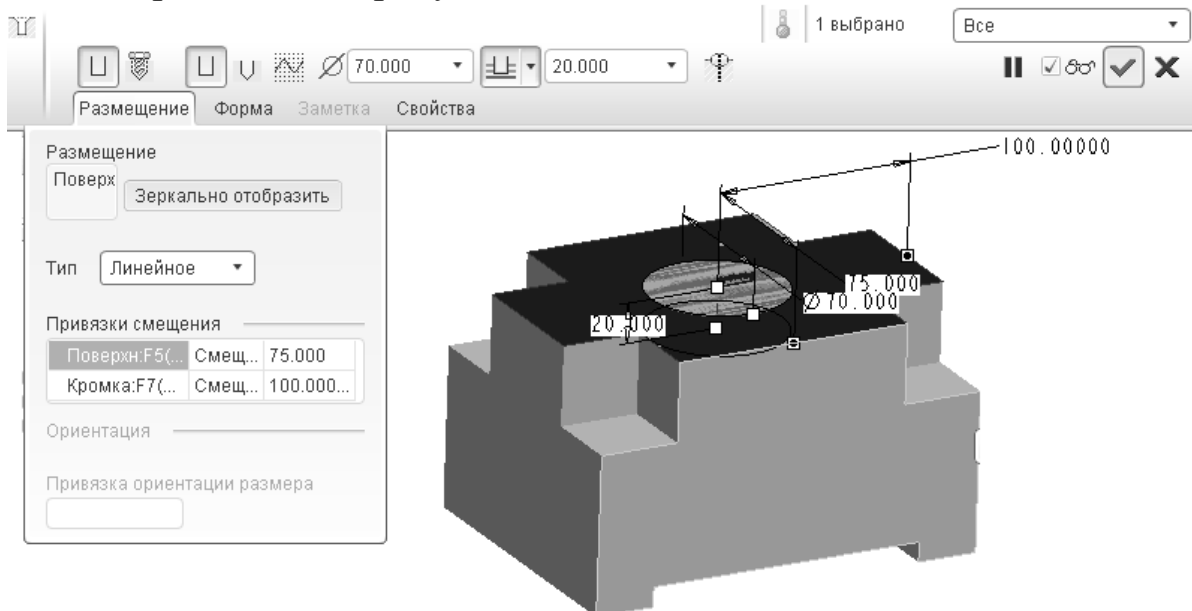 1 выбрано Все
70.000 20.000
Размещение Форма Заметка Свойства
Размещение
Поверх
Зеркально отобразить
Тип Линейное
Привязки смещения
Поверхн:F5(... Смещ... 75.000
Кромка:F7(... Смещ... 100.000...
Ориентация
Привязка ориентации размера
100.00000
75.000
Ø70.000
20.000